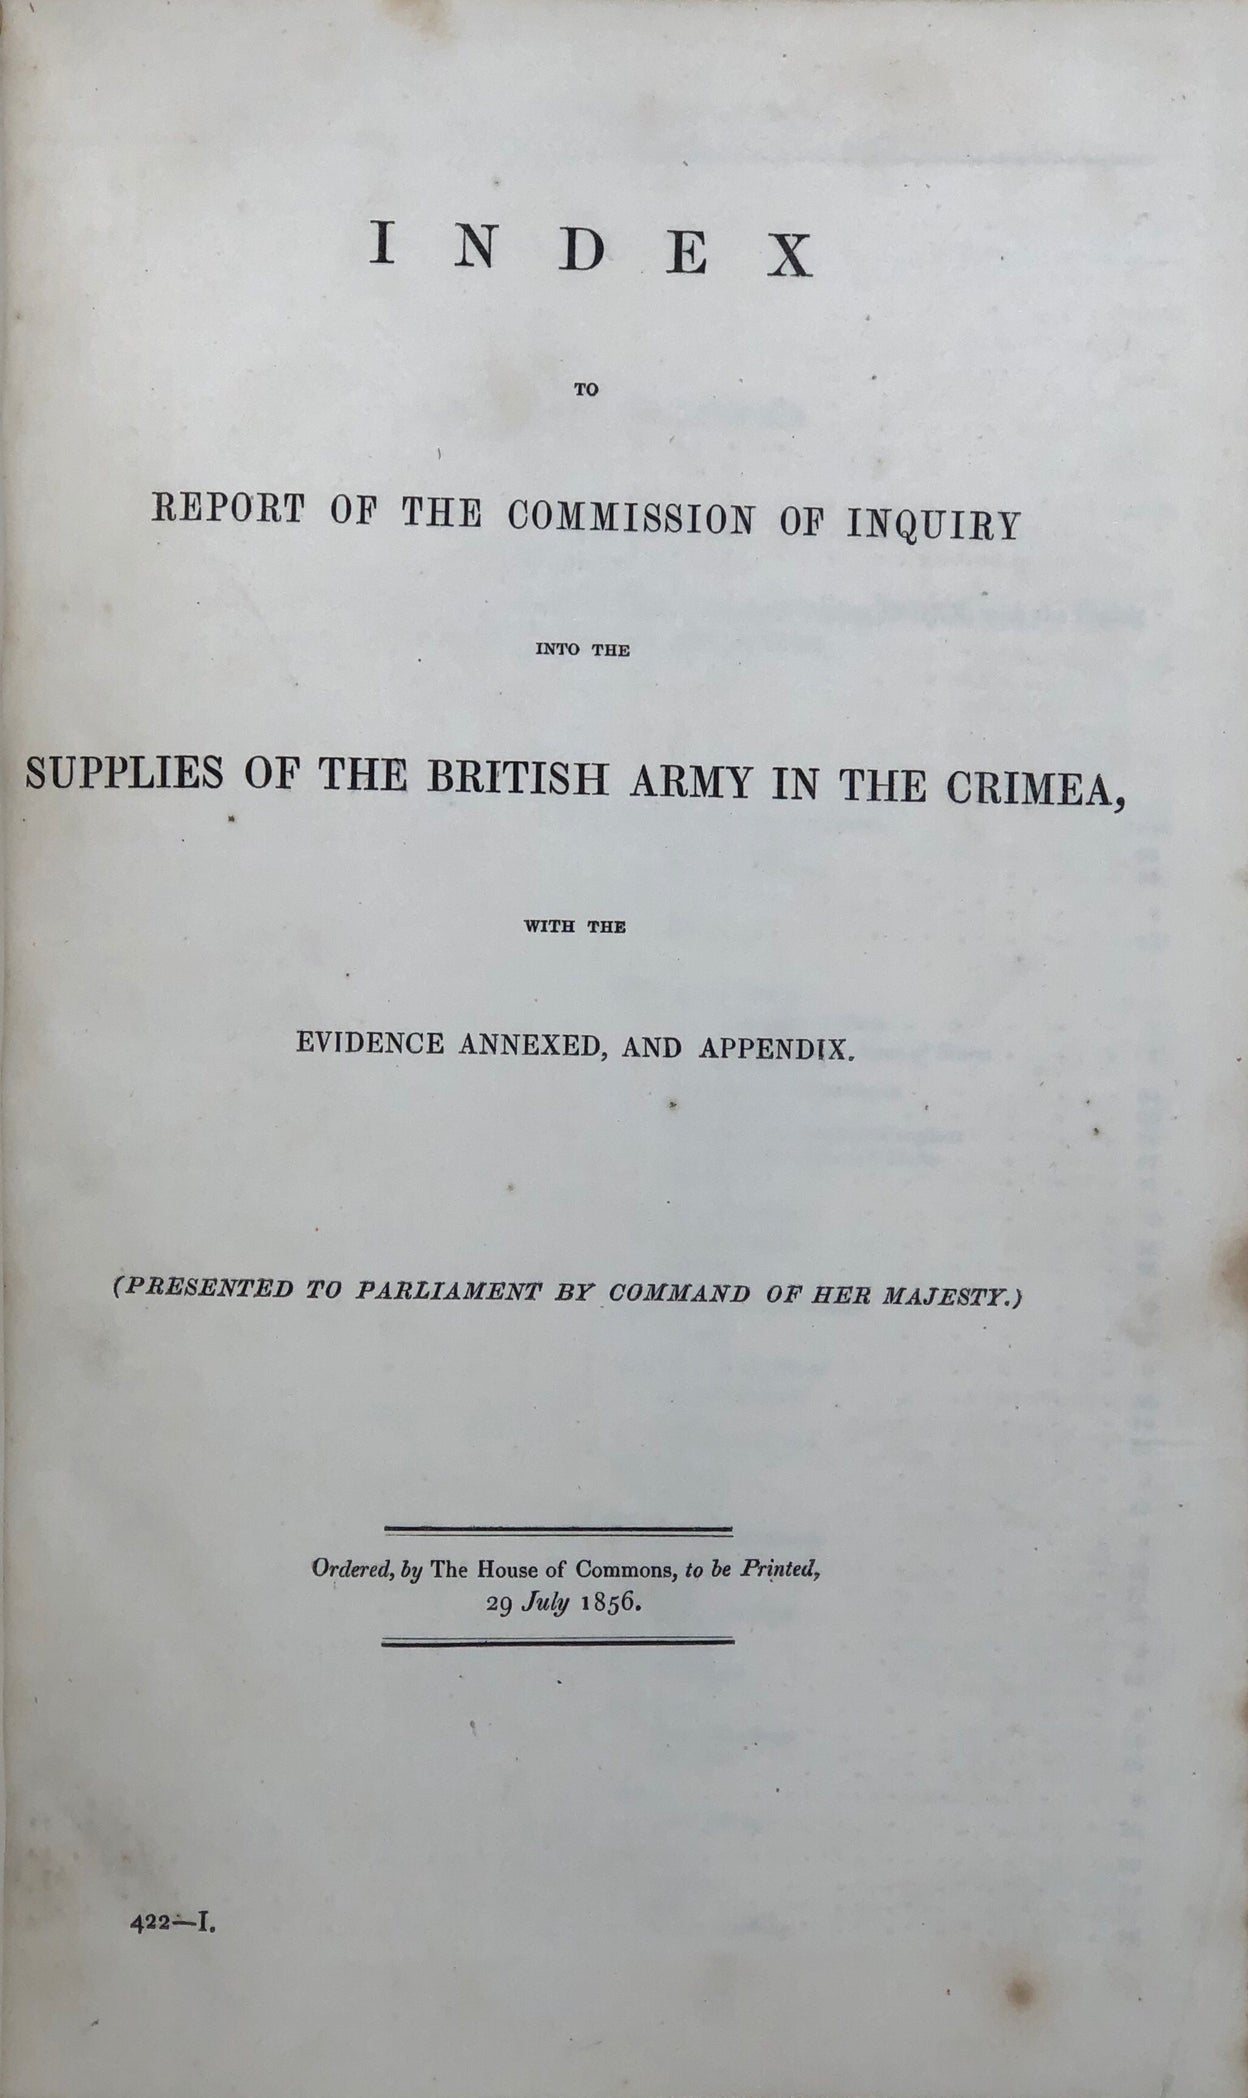 INDEX
TO
REPORT OF THE COMMISSION OF INQUIRY
INTO THE
SUPPLIES OF THE BRITISH ARMY IN THE CRIMEA,
WITH THE
EVIDENCE ANNEXED, AND APPENDIX.
(PRESENTED TO PARLIAMENT BY COMMAND OF HER MAJESTY.)
Ordered, by The House of Commons, to be Printed,
29 July 1856.
422—I.